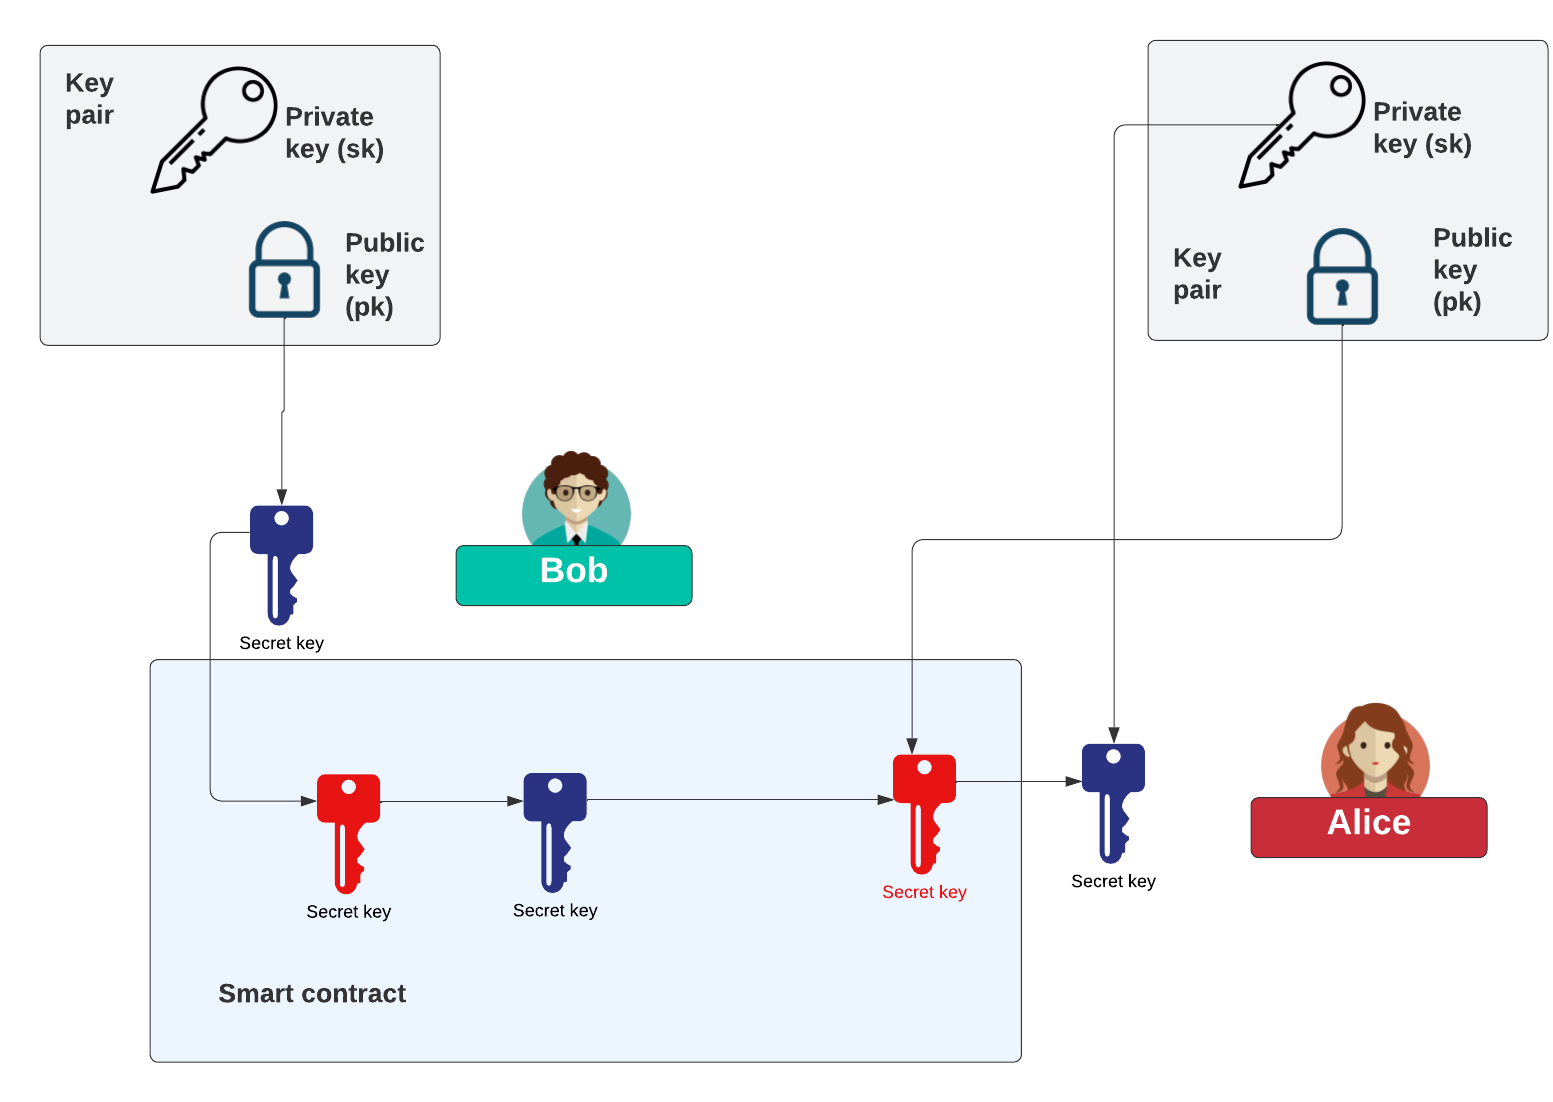 Key
pair
Private
key (sk)
Public
key
(pk)
Private
key (sk)
Key
pair
Public
key
(pk)
Bob
Secret key
Alice
Secret key
Secret key
Secret key
Secret key
Smart contract